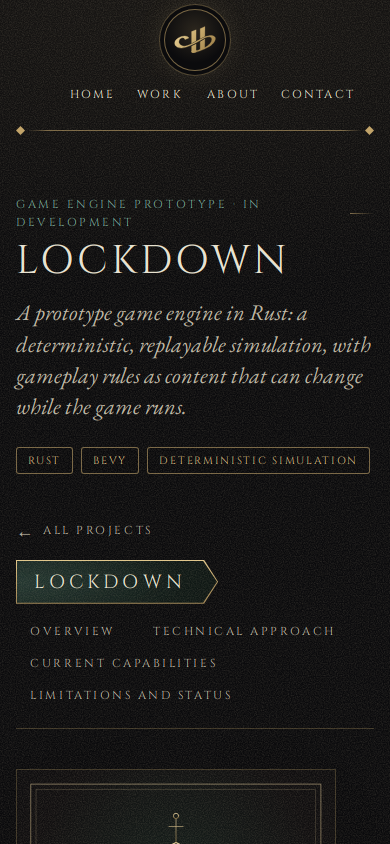 HOME WORK ABOUT CONTACT
GAME ENGINE PROTOTYPE · IN
DEVELOPMENT
LOCKDOWN
A prototype game engine in Rust: a
deterministic, replayable simulation, with
gameplay rules as content that can change
while the game runs.
RUST BEVY DETERMINISTIC SIMULATION
← ALL PROJECTS
LOCKDOWN
OVERVIEW TECHNICAL APPROACH
CURRENT CAPABILITIES
LIMITATIONS AND STATUS